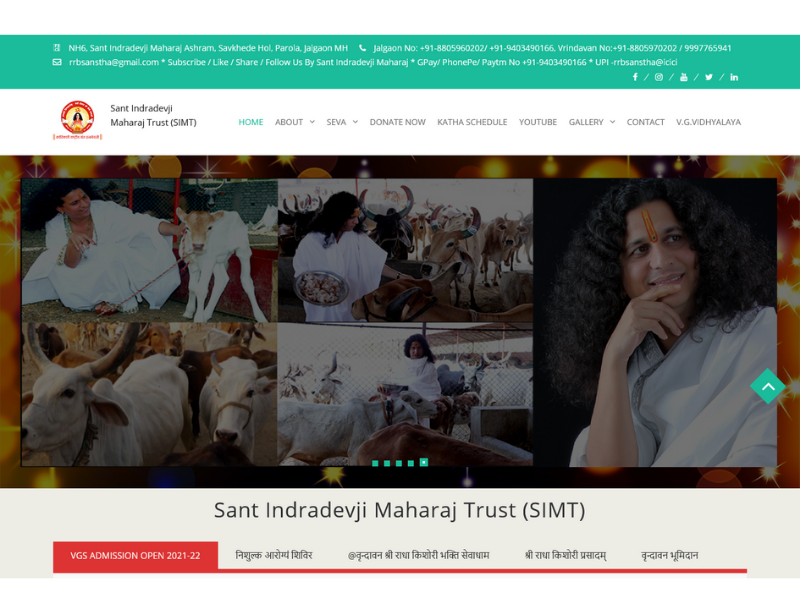 NH6, Sant Indradevji Maharaj Ashram, Savkhede Hol, Parola, Jalgaon MH Jalgaon No: +91-8805960202/ +91-9403490166, Vrindavan No:+91-8805970202 / 9997765941
rrbsanstha@gmail.com * Subscribe / Like / Share / Follow Us By Sant Indradevji Maharaj * GPay/ PhonePe/ Paytm No +91-9403490166 * UPI -rrbsanstha@icici
Sant Indradevji
Maharaj Trust (SIMT)
HOME ABOUT SEVA DONATE NOW KATHA SCHEDULE YOUTUBE GALLERY CONTACT V.G.VIDHYALAYA
Sant Indradevji Maharaj Trust (SIMT)
VGS ADMISSION OPEN 2021-22 निशुल्क आरोग्य शिविर @वृन्दावन श्री राधा किशोरी भक्ति सेवाधाम श्री राधा किशोरी प्रसादम् वृन्दावन भूमिदान